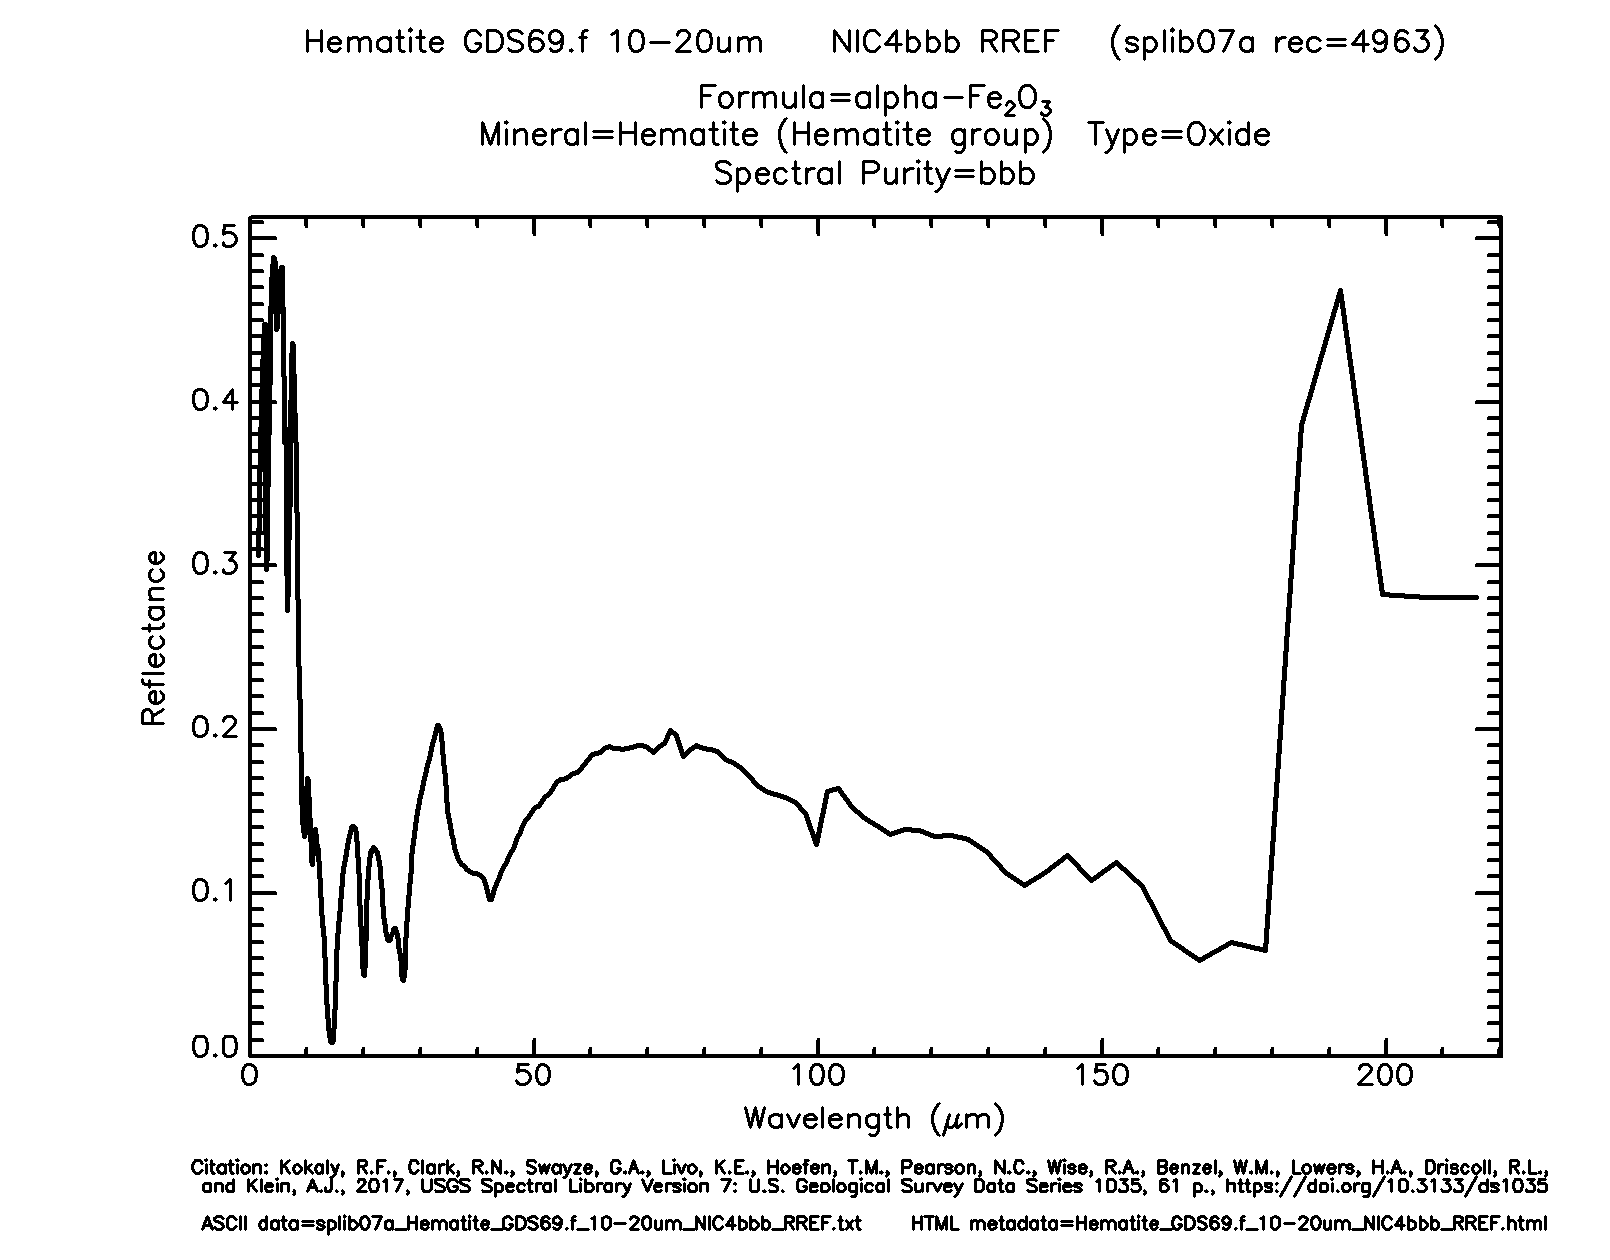 Hematite GDS69.f 10-20um NIC4bbb RREF (splib07a rec=4963)
Formula=alpha-Fe₂O₃
Mineral=Hematite (Hematite group) Type=Oxide
Spectral Purity=bbb
0.5
0.4
0.3
0.2
0.1
0.0
Reflectance
0 50 100 150 200
Wavelength (μm)
Citation: Kokaly, R.F., Clark, R.N., Swayze, G.A., Livo, K.E., Hoefen, T.M., Pearson, N.C., Wise, R.A., Benzel, W.M., Lowers, H.A., Driscoll, R.L.,
and Klein, A.J., 2017, USGS Spectral Library Version 7: U.S. Geological Survey Data Series 1035, 61 p., https://doi.org/10.3133/ds1035
ASCII data=splib07a_Hematite_GDS69.f_10-20um_NIC4bbb_RREF.txt HTML metadata=Hematite_GDS69.f_10-20um_NIC4bbb_RREF.html